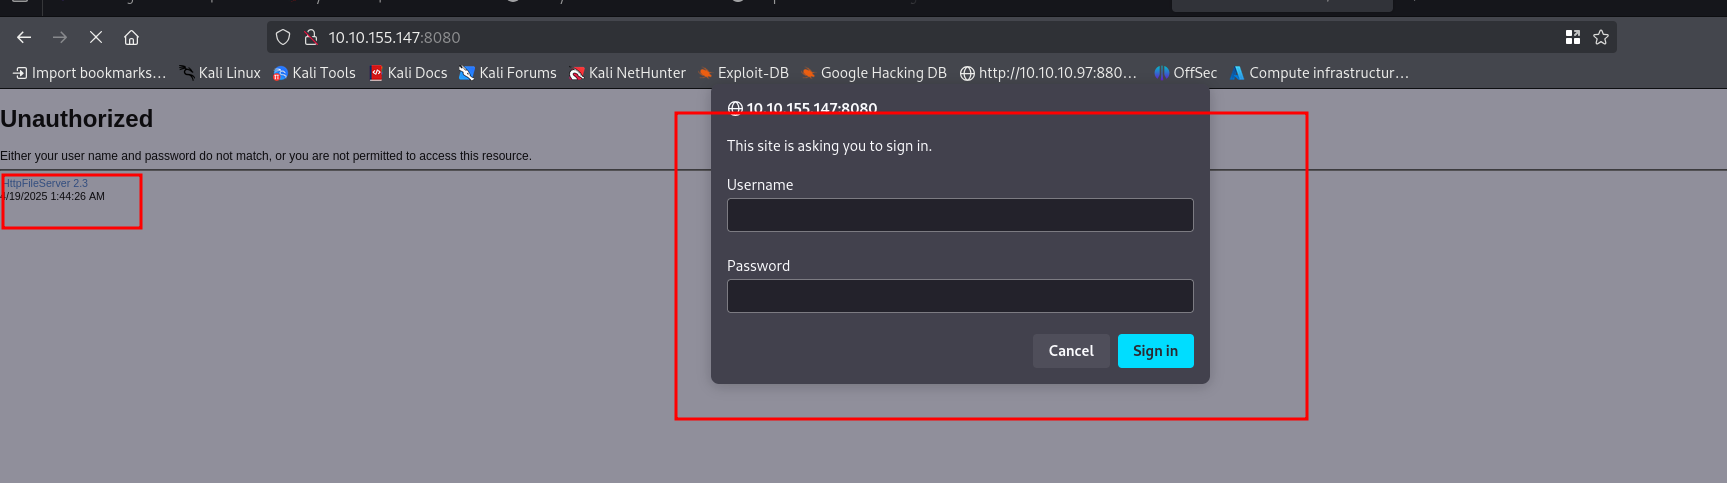 10.10.155.147:8080
Import bookmarks... Kali Linux Kali Tools Kali Docs Kali Forums Kali NetHunter Exploit-DB Google Hacking DB http://10.10.10.97:880... OffSec Compute infrastructur...
Unauthorized
Either your user name and password do not match, or you are not permitted to access this resource.
HttpFileServer 2.3
4/19/2025 1:44:26 AM
10.10.155.147:8080
This site is asking you to sign in.
Username
Password
Cancel Sign in